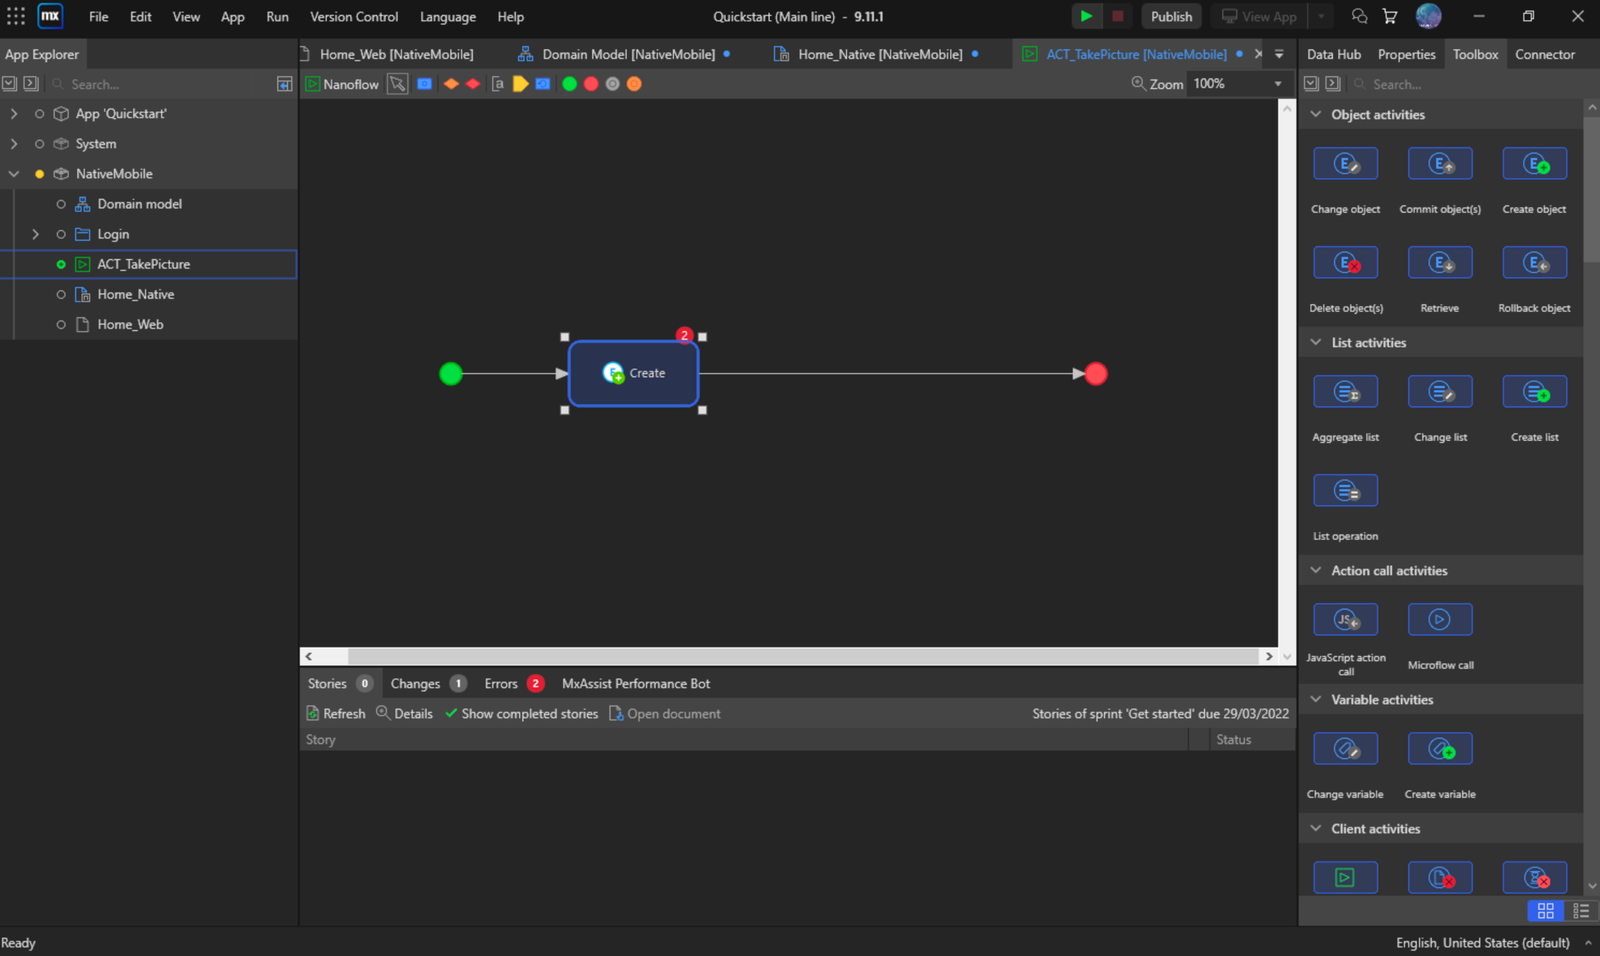 mx File Edit View App Run Version Control Language Help Quickstart (Main line) - 9.11.1 Publish View App
App Explorer Home_Web [NativeMobile] Domain Model [NativeMobile] Home_Native [NativeMobile] ACT_TakePicture [NativeMobile] Data Hub Properties Toolbox Connector
Search... Nanoflow Zoom 100% Search...
App 'Quickstart'
System
NativeMobile
Domain model
Login
ACT_TakePicture
Home_Native
Home_Web
2
Create
Object activities
Change object Commit object(s) Create object
Delete object(s) Retrieve Rollback object
List activities
Aggregate list Change list Create list
List operation
Action call activities
JavaScript action
call
Microflow call
Variable activities
Change variable Create variable
Client activities
Stories 0 Changes 1 Errors 2 MxAssist Performance Bot
Refresh Details Show completed stories Open document Stories of sprint 'Get started' due 29/03/2022
Story Status
Ready English, United States (default)